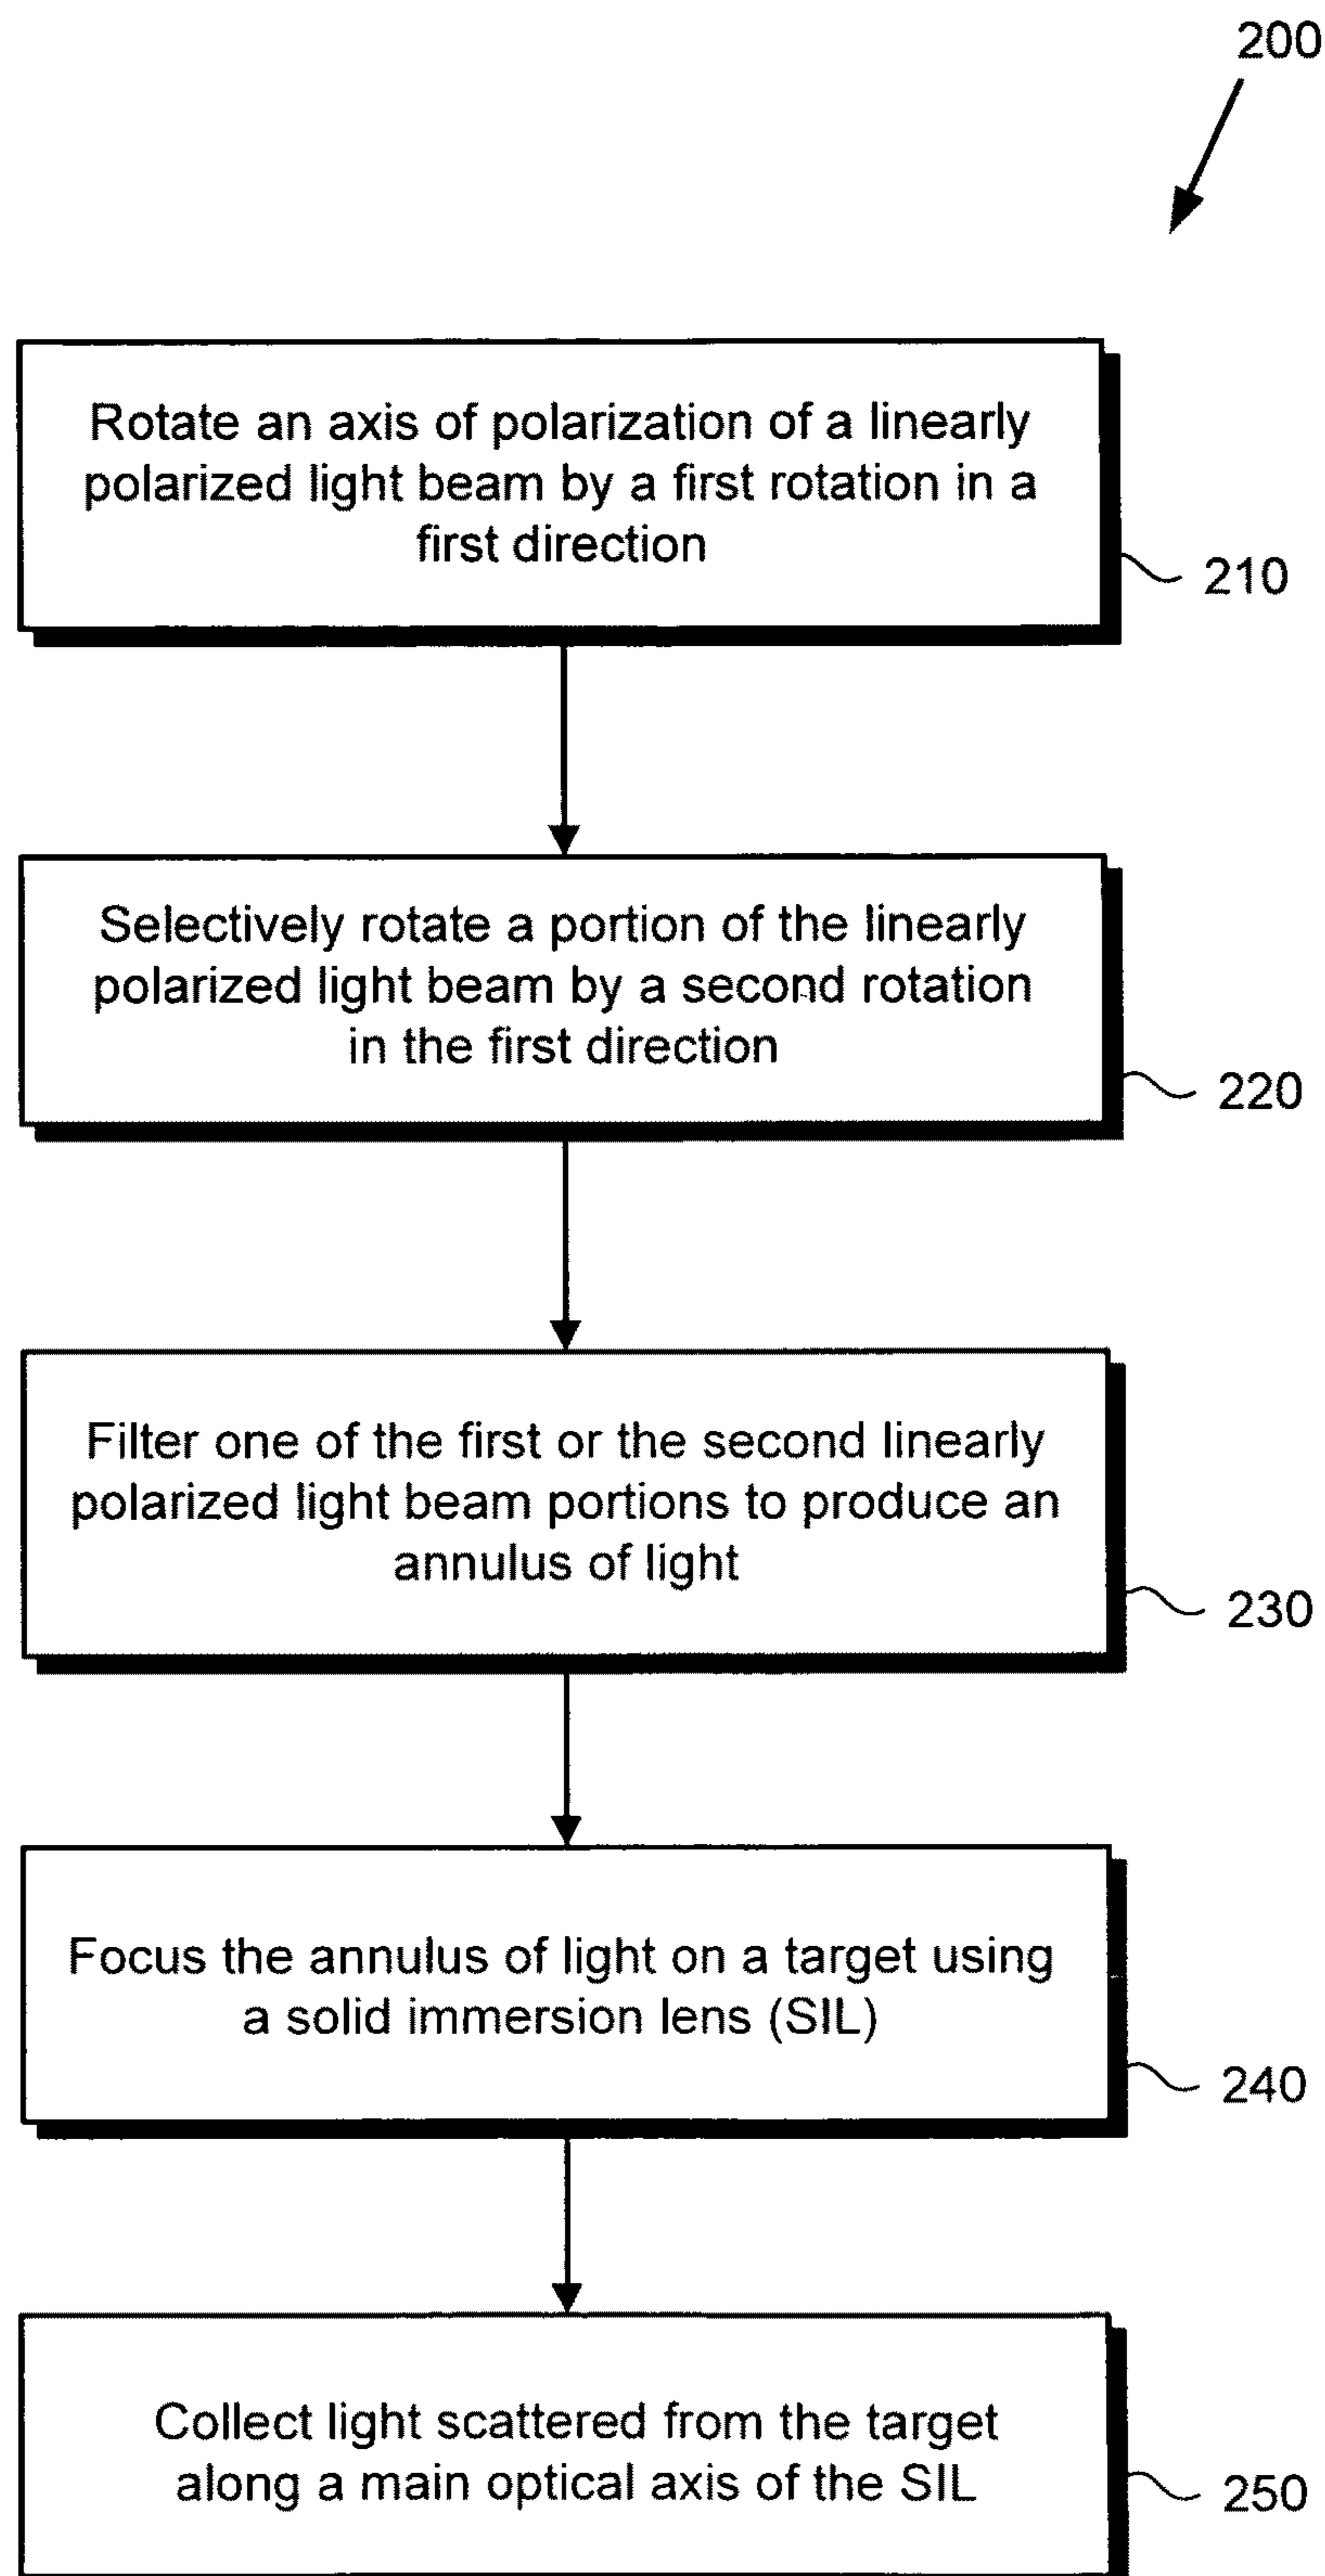 200
Rotate an axis of polarization of a linearly
polarized light beam by a first rotation in a
first direction
210
Selectively rotate a portion of the linearly
polarized light beam by a second rotation
in the first direction
220
Filter one of the first or the second linearly
polarized light beam portions to produce an
annulus of light
230
Focus the annulus of light on a target using
a solid immersion lens (SIL)
240
Collect light scattered from the target
along a main optical axis of the SIL
250